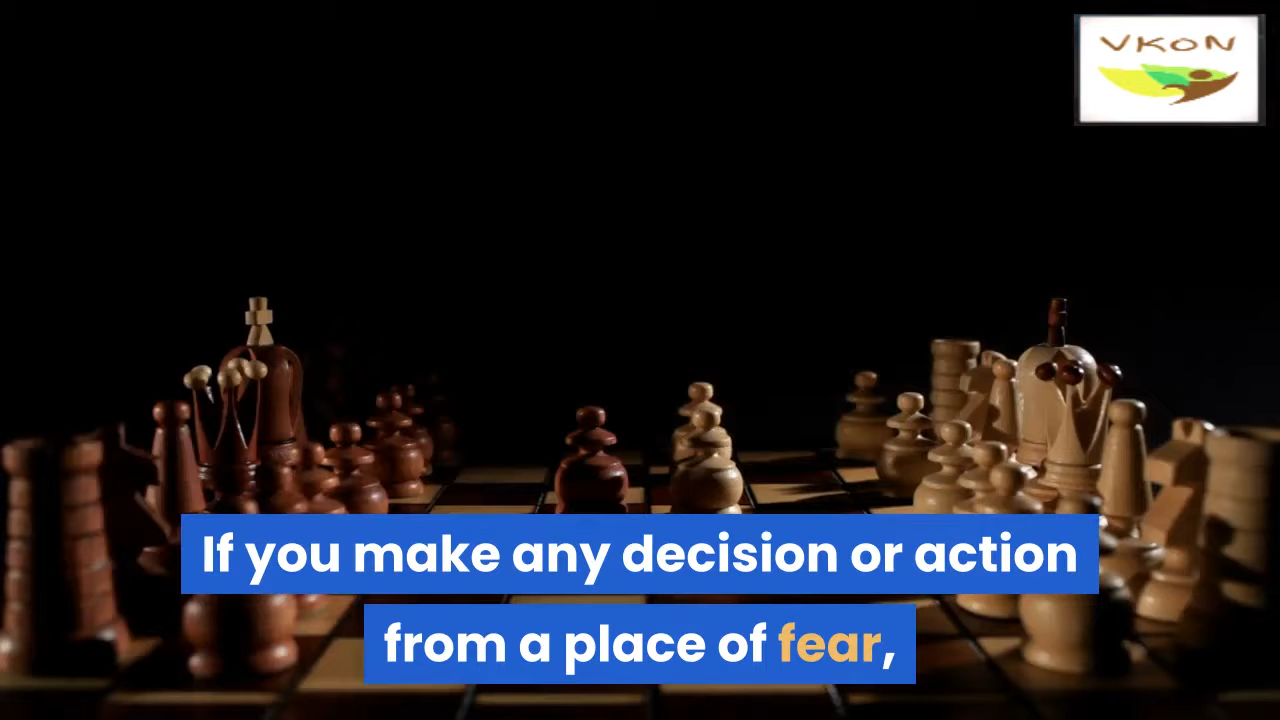 VKON
If you make any decision or action
from a place of fear,